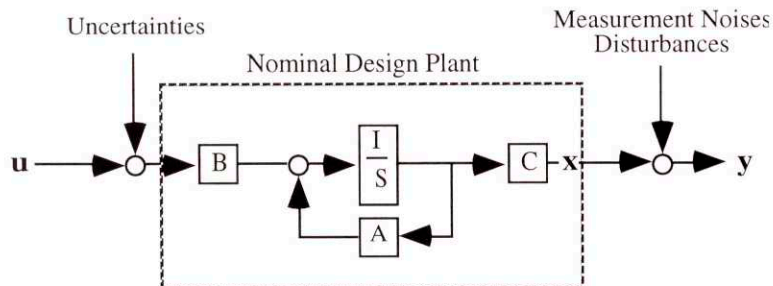 Uncertainties
Measurement Noises
Disturbances
Nominal Design Plant
u
B
I
S
A
C
x
y